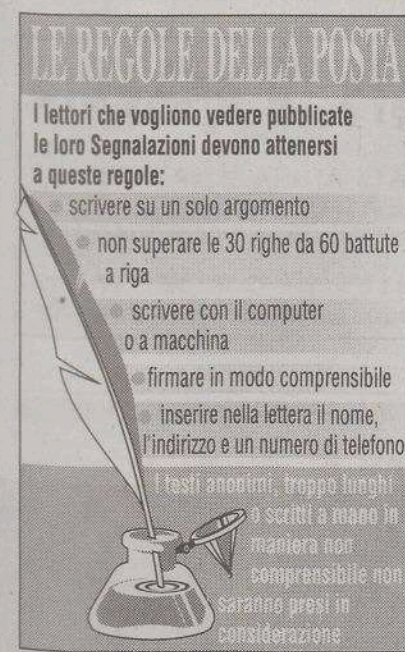 LE REGOLE DELLA POSTA
I lettori che vogliono vedere pubblicate
le loro Segnalazioni devono attenersi
a queste regole:
scrivere su un solo argomento
non superare le 30 righe da 60 battute
a riga
scrivere con il computer
o a macchina
firmare in modo comprensibile
inserire nella lettera il nome,
l'indirizzo e un numero di telefono
I testi anonimi, troppo lunghi
o scritti a mano in
maniera non
comprensibile non
saranno presi in
considerazione